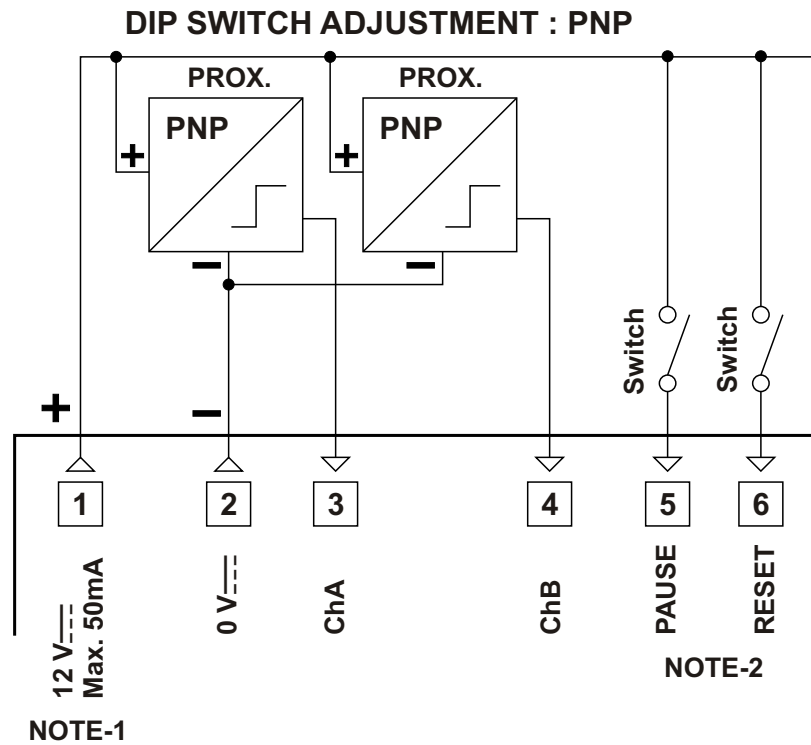 DIP SWITCH ADJUSTMENT : PNP
PROX.
PROX.
PNP
PNP
+
+
−
−
Switch
Switch
+
−
1
2
3
4
5
6
12 V⎓
Max. 50mA
0 V⎓
ChA
ChB
PAUSE
RESET
NOTE-2
NOTE-1